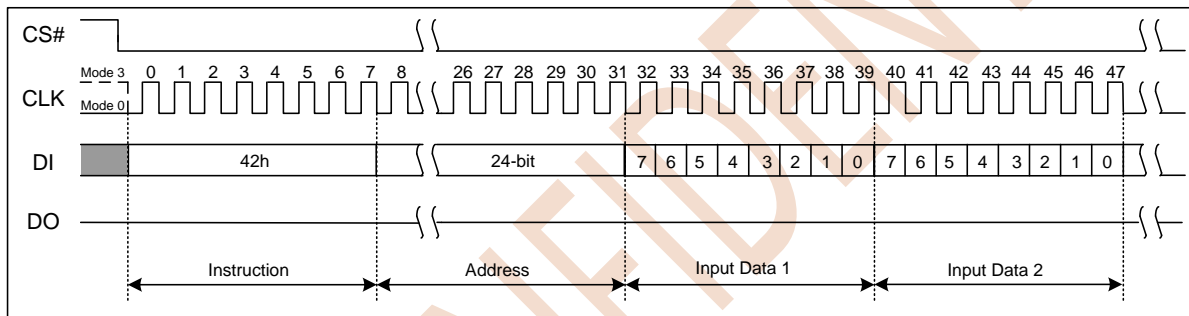 CS#
Mode 3 0 1 2 3 4 5 6 7 8 26 27 28 29 30 31 32 33 34 35 36 37 38 39 40 41 42 43 44 45 46 47
CLK
Mode 0
DI 42h 24-bit 7 6 5 4 3 2 1 0 7 6 5 4 3 2 1 0
DO
Instruction Address Input Data 1 Input Data 2